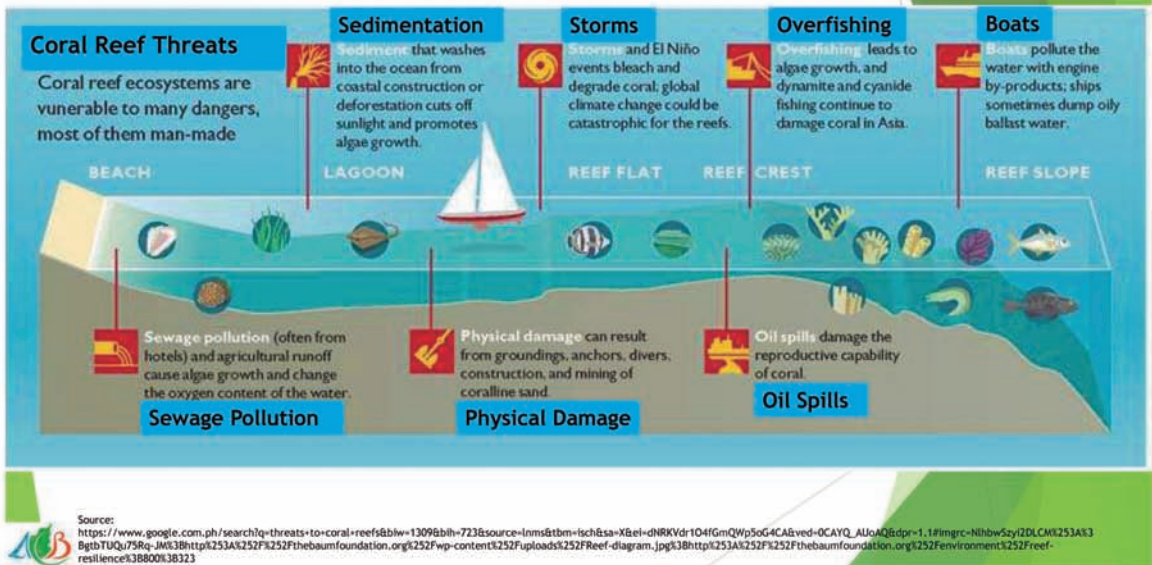 Coral Reef Threats
Coral reef ecosystems are
vunerable to many dangers,
most of them man-made
Sedimentation
Sediment that washes
into the ocean from
coastal construction or
deforestation cuts off
sunlight and promotes
algae growth.
Storms
Storms and El Niño
events bleach and
degrade coral; global
climate change could be
catastrophic for the reefs.
Overfishing
Overfishing leads to
algae growth, and
dynamite and cyanide
fishing continue to
damage coral in Asia.
Boats
Boats pollute the
water with engine
by-products; ships
sometimes dump oily
ballast water.
BEACH
LAGOON
REEF FLAT
REEF CREST
REEF SLOPE
Sewage pollution (often from
hotels) and agricultural runoff
cause algae growth and change
the oxygen content of the water.
Sewage Pollution
Physical damage can result
from groundings, anchors, divers,
construction, and mining of
coralline sand.
Physical Damage
Oil spills damage the
reproductive capability
of coral.
Oil Spills
Source: